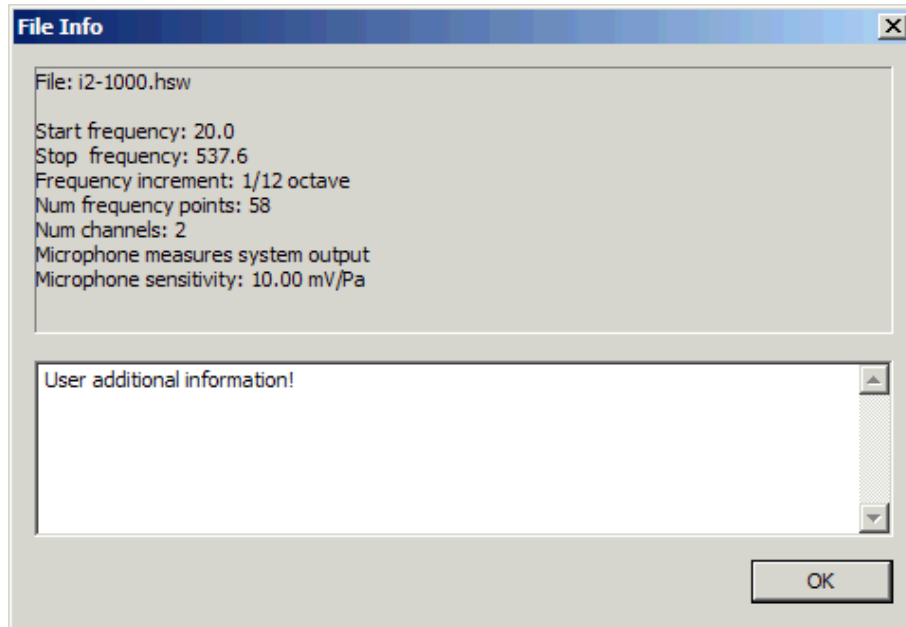 File Info
File: i2-1000.hsw
Start frequency: 20.0
Stop  frequency: 537.6
Frequency increment: 1/12 octave
Num frequency points: 58
Num channels: 2
Microphone measures system output
Microphone sensitivity: 10.00 mV/Pa
User additional information!
OK